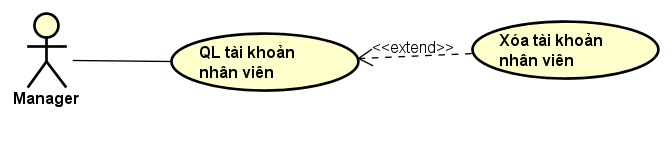 QL tài khoản
nhân viên
<<extend>>
Xóa tài khoản
nhân viên
Manager